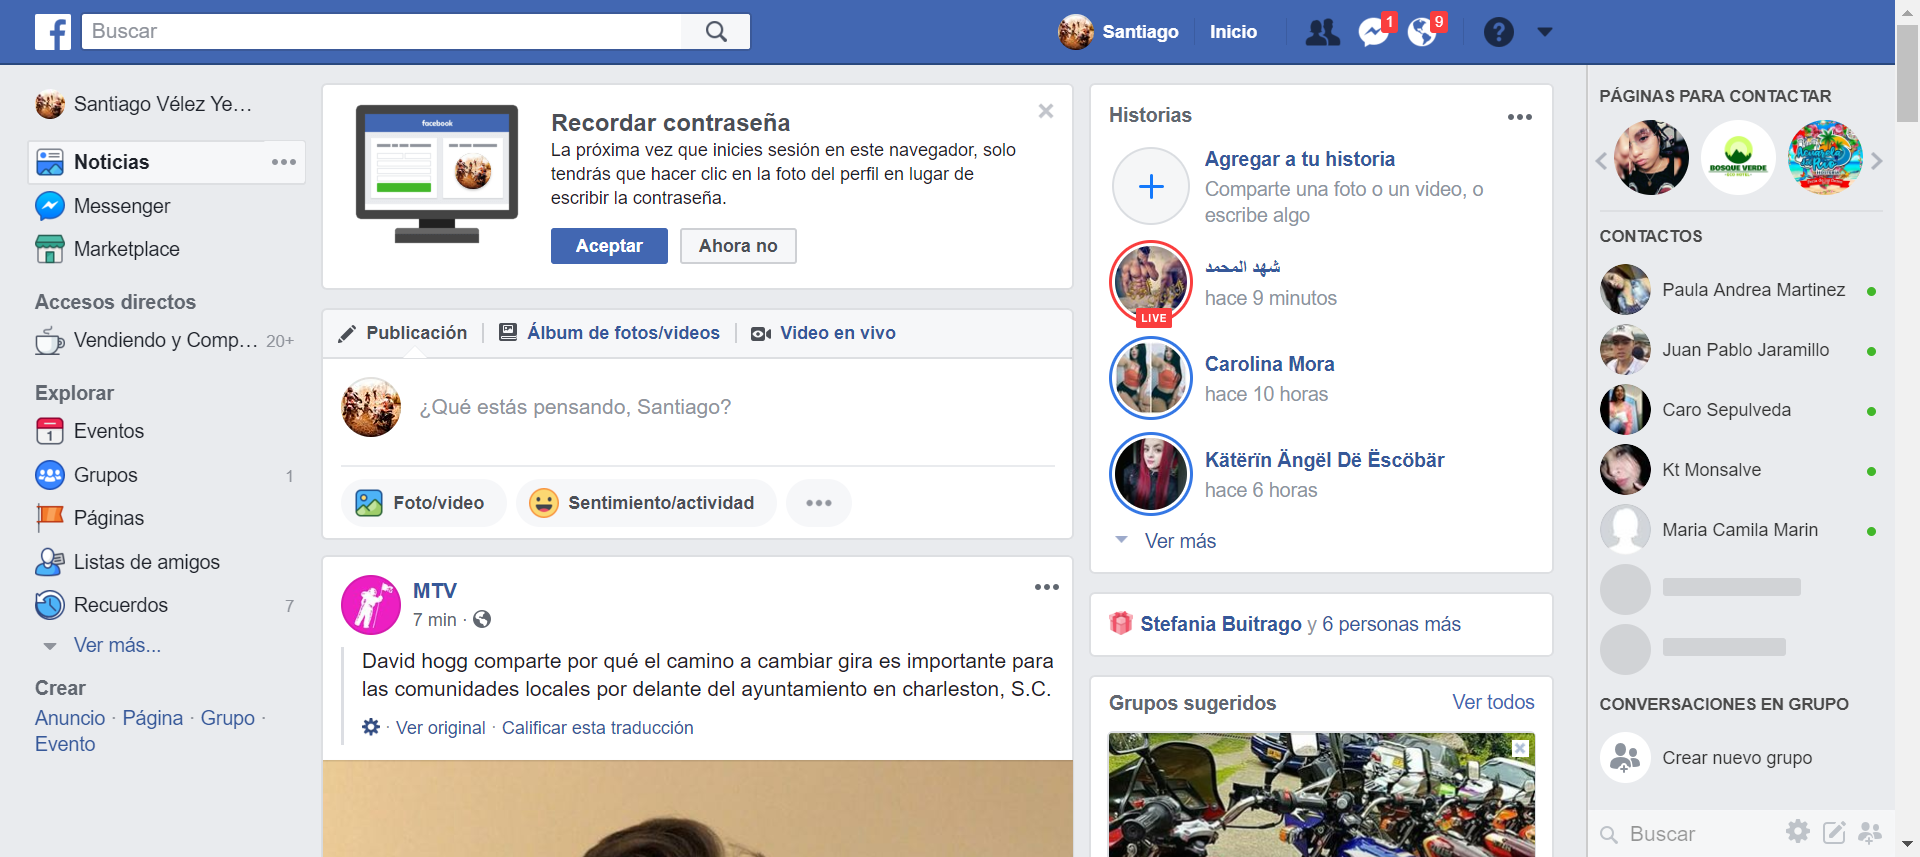 Buscar
Santiago
Inicio
1
9
Santiago Vélez Ye...
Noticias
Messenger
Marketplace
Accesos directos
Vendiendo y Comp... 20+
Explorar
1
Eventos
Grupos 1
Páginas
Listas de amigos
Recuerdos 7
Ver más...
Crear
Anuncio · Página · Grupo ·
Evento
facebook
Recordar contraseña
La próxima vez que inicies sesión en este navegador, solo
tendrás que hacer clic en la foto del perfil en lugar de
escribir la contraseña.
Aceptar
Ahora no
Publicación
Álbum de fotos/videos
Video en vivo
¿Qué estás pensando, Santiago?
Foto/video
Sentimiento/actividad
MTV
7 min ·
David hogg comparte por qué el camino a cambiar gira es importante para
las comunidades locales por delante del ayuntamiento en charleston, S.C.
· Ver original · Calificar esta traducción
Historias
Agregar a tu historia
Comparte una foto o un video, o
escribe algo
شهد المحمد
hace 9 minutos
LIVE
Carolina Mora
hace 10 horas
Kätërïn Ängël Dë Ëscöbär
hace 6 horas
Ver más
Stefania Buitrago y 6 personas más
Grupos sugeridos
Ver todos
PÁGINAS PARA CONTACTAR
BOSQUE VERDE
CONTACTOS
Paula Andrea Martinez
Juan Pablo Jaramillo
Caro Sepulveda
Kt Monsalve
Maria Camila Marin
CONVERSACIONES EN GRUPO
Crear nuevo grupo
Buscar